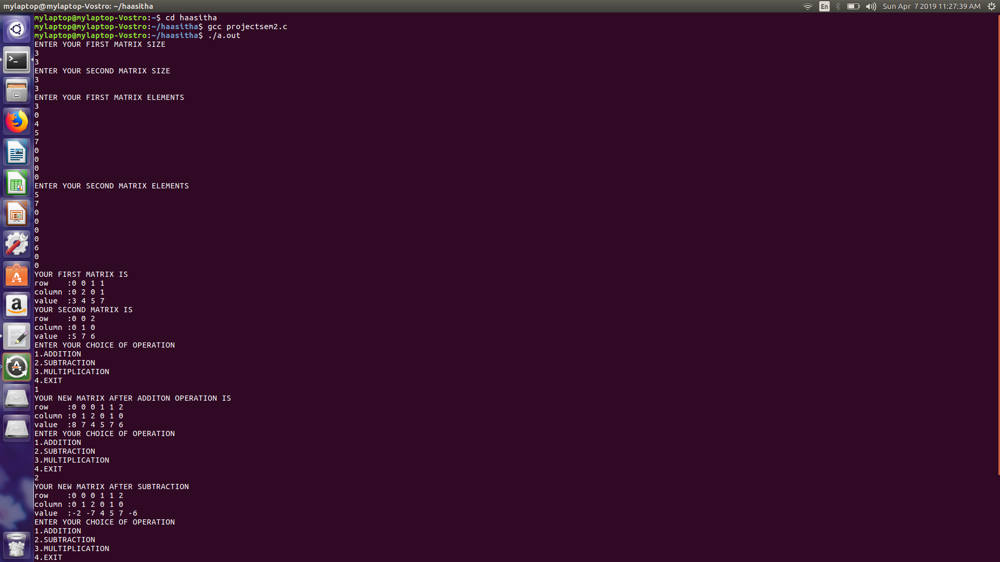 mylaptop@mylaptop-Vostro: ~/haasitha
En
Sun Apr 7 2019 11:27:39 AM
mylaptop@mylaptop-Vostro:~$ cd haasitha
mylaptop@mylaptop-Vostro:~/haasitha$ gcc projectsem2.c
mylaptop@mylaptop-Vostro:~/haasitha$ ./a.out
ENTER YOUR FIRST MATRIX SIZE
3
3
ENTER YOUR SECOND MATRIX SIZE
3
3
ENTER YOUR FIRST MATRIX ELEMENTS
3
0
4
5
7
0
0
0
0
ENTER YOUR SECOND MATRIX ELEMENTS
5
7
0
0
0
0
6
0
0
YOUR FIRST MATRIX IS
row    :0 0 1 1
column :0 2 0 1
value  :3 4 5 7
YOUR SECOND MATRIX IS
row    :0 0 2
column :0 1 0
value  :5 7 6
ENTER YOUR CHOICE OF OPERATION
1.ADDITION
2.SUBTRACTION
3.MULTIPLICATION
4.EXIT
1
YOUR NEW MATRIX AFTER ADDITON OPERATION IS
row    :0 0 0 1 1 2
column :0 1 2 0 1 0
value  :8 7 4 5 7 6
ENTER YOUR CHOICE OF OPERATION
1.ADDITION
2.SUBTRACTION
3.MULTIPLICATION
4.EXIT
2
YOUR NEW MATRIX AFTER SUBTRACTION
row    :0 0 0 1 1 2
column :0 1 2 0 1 0
value  :-2 -7 4 5 7 -6
ENTER YOUR CHOICE OF OPERATION
1.ADDITION
2.SUBTRACTION
3.MULTIPLICATION
4.EXIT